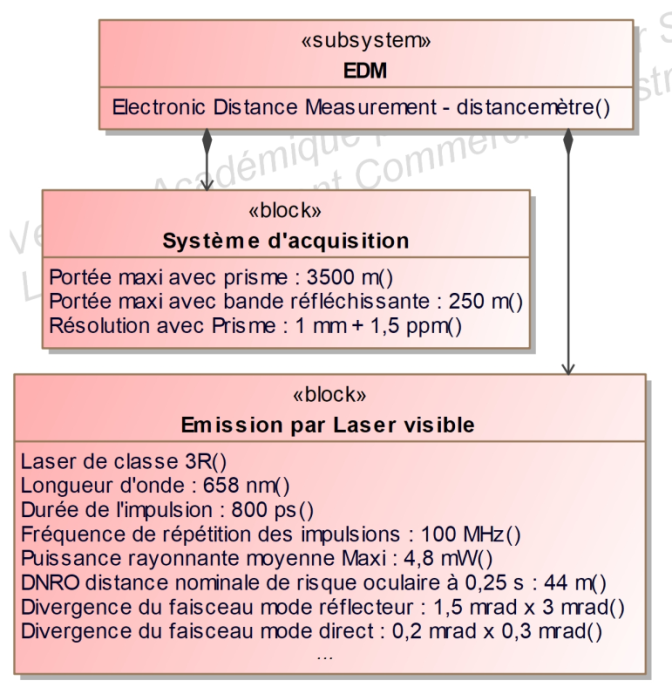 «subsystem»
EDM
Electronic Distance Measurement - distancemètre()
«block»
Système d'acquisition
Portée maxi avec prisme : 3500 m()
Portée maxi avec bande réfléchissante : 250 m()
Résolution avec Prisme : 1 mm + 1,5 ppm()
«block»
Emission par Laser visible
Laser de classe 3R()
Longueur d'onde : 658 nm()
Durée de l'impulsion : 800 ps()
Fréquence de répétition des impulsions : 100 MHz()
Puissance rayonnante moyenne Maxi : 4,8 mW()
DNRO distance nominale de risque oculaire à 0,25 s : 44 m()
Divergence du faisceau mode réflecteur : 1,5 mrad x 3 mrad()
Divergence du faisceau mode direct : 0,2 mrad x 0,3 mrad()
...